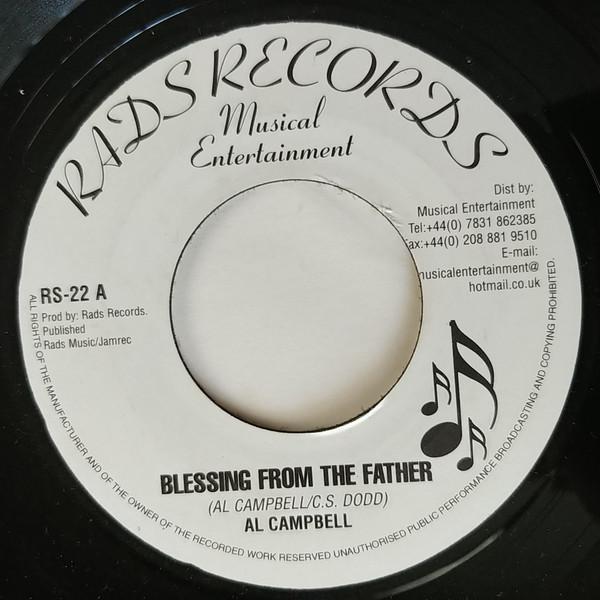 RADS RECORDS
Musical
Entertainment
Dist by:
Musical Entertainment
Tel:+44(0) 7831 862385
ax:+44(0) 208 881 9510
E-mail:
musicalentertainment@
hotmail.co.uk
RS-22 A
Prod by: Rads Records.
Published
Rads Music/Jamrec
BLESSING FROM THE FATHER
(AL CAMPBELL/C.S. DODD)
AL CAMPBELL
ALL RIGHTS OF THE MANUFACTURER AND OF THE OWNER OF THE RECORDED WORK RESERVED UNAUTHORISED PUBLIC PERFORMANCE BROADCASTING AND COPYING PROHIBITED.